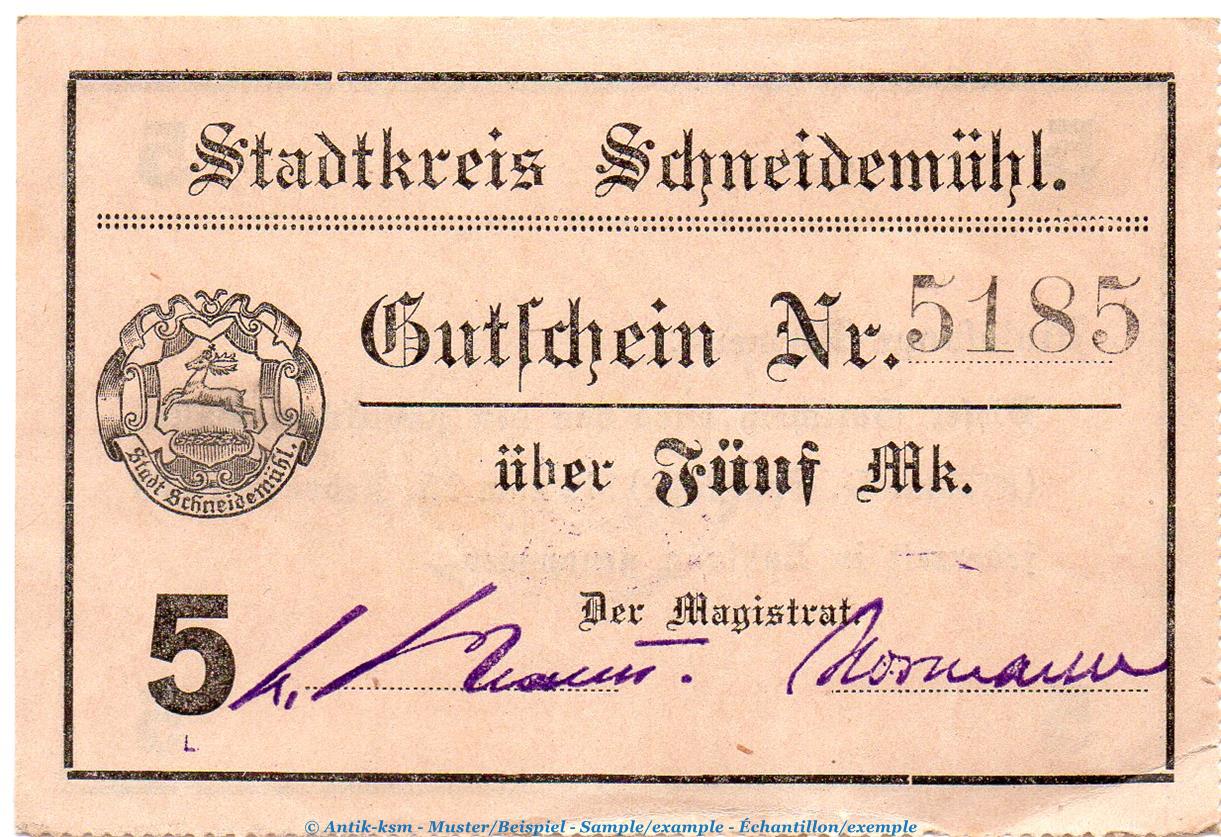 Stadtkreis Schneidemühl.
Gutschein Nr. 5185
über Fünf Mk.
Stadt Schneidemühl.
Der Magistrat.
5
L
© Antik-ksm - Muster/Beispiel - Sample/example - Échantillon/exemple